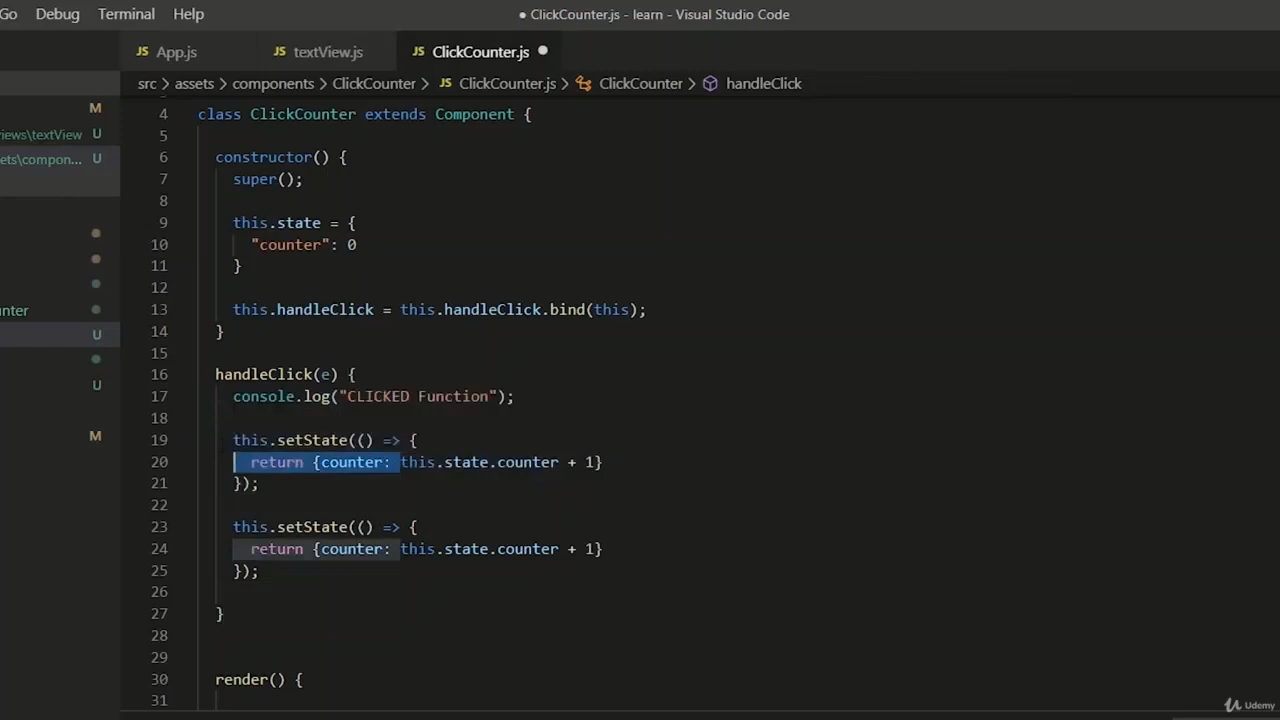 Go Debug Terminal Help
● ClickCounter.js - learn - Visual Studio Code
JS App.js JS textView.js JS ClickCounter.js ●
src > assets > components > ClickCounter > JS ClickCounter.js > ClickCounter > handleClick
M
iews\textView U
ets\compon... U
unter
U
U
M
4 class ClickCounter extends Component {
5
6 constructor() {
7 super();
8
9 this.state = {
10 "counter": 0
11 }
12
13 this.handleClick = this.handleClick.bind(this);
14 }
15
16 handleClick(e) {
17 console.log("CLICKED Function");
18
19 this.setState(() => {
20 return {counter: this.state.counter + 1}
21 });
22
23 this.setState(() => {
24 return {counter: this.state.counter + 1}
25 });
26
27 }
28
29
30 render() {
31
Udemy